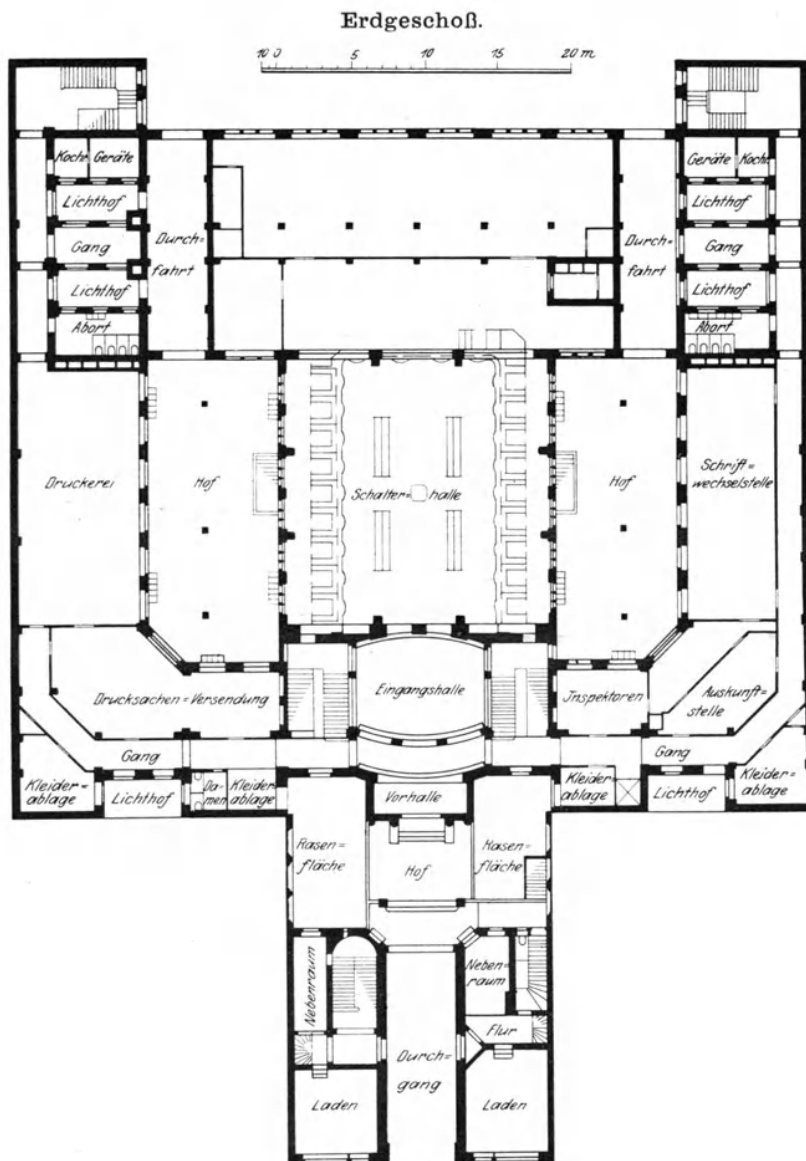 Erdgeschoß.
10 0 5 10 15 20 m
Kochr. Geräte
Geräte Kochr.
Lichthof
Lichthof
Gang
Durch=
fahrt
Durch=
fahrt
Gang
Lichthof
Lichthof
Abort
Abort
Druckerei
Hof
Schalter= halle
Hof
Schrift=
wechselstelle
Drucksachen=Versendung
Eingangshalle
Inspektoren
Auskunft=
stelle
Gang
Gang
Kleider=
ablage
Lichthof
Da=
men
Kleider=
ablage
Vorhalle
Kleider=
ablage
Lichthof
Kleider=
ablage
Rasen=
fläche
Hof
Rasen=
fläche
Nebenraum
Neben=
raum
Flur
Durch=
gang
Laden
Laden